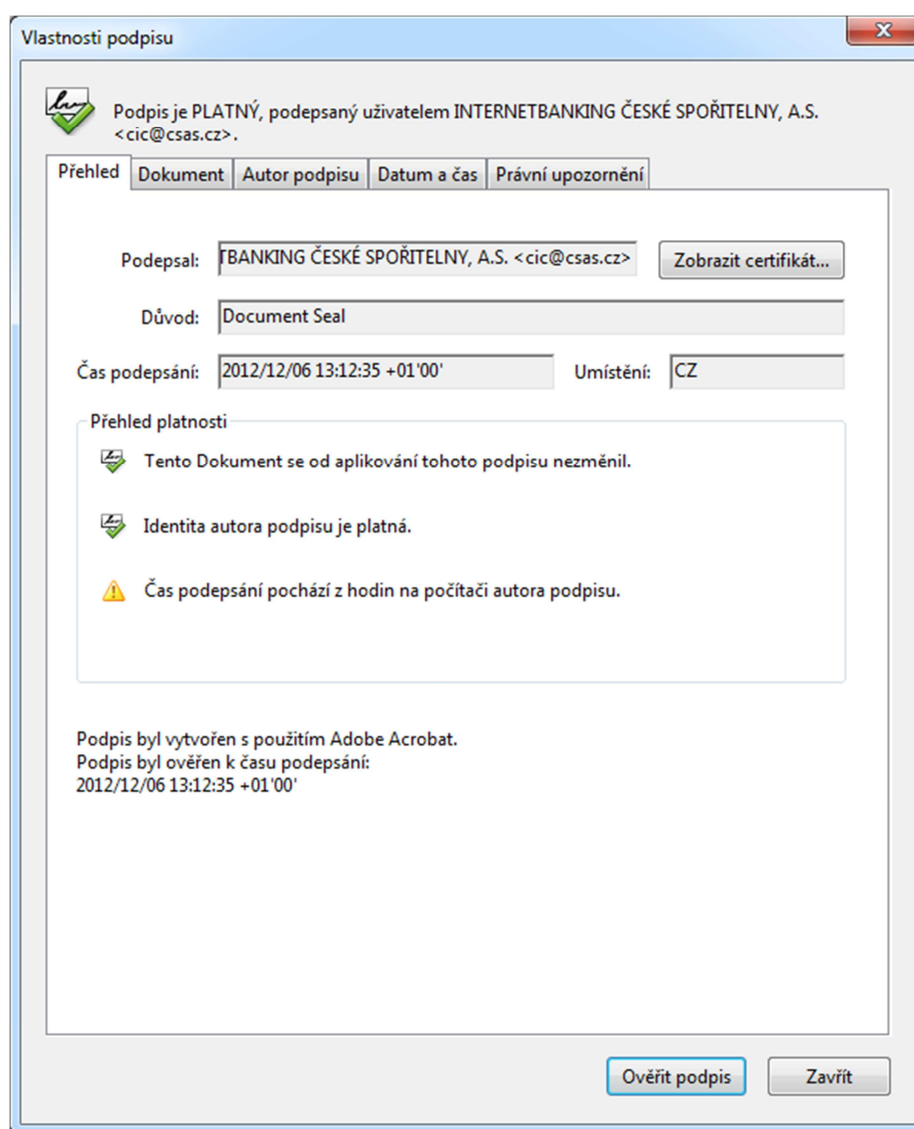 Vlastnosti podpisu
Podpis je PLATNÝ, podepsaný uživatelem INTERNETBANKING ČESKÉ SPOŘITELNY, A.S.
<cic@csas.cz>.
Přehled Dokument Autor podpisu Datum a čas Právní upozornění
Podepsal: TBANKING ČESKÉ SPOŘITELNY, A.S. <cic@csas.cz> Zobrazit certifikát...
Důvod: Document Seal
Čas podepsání: 2012/12/06 13:12:35 +01'00' Umístění: CZ
Přehled platnosti
Tento Dokument se od aplikování tohoto podpisu nezměnil.
Identita autora podpisu je platná.
Čas podepsání pochází z hodin na počítači autora podpisu.
Podpis byl vytvořen s použitím Adobe Acrobat.
Podpis byl ověřen k času podepsání:
2012/12/06 13:12:35 +01'00'
Ověřit podpis Zavřít